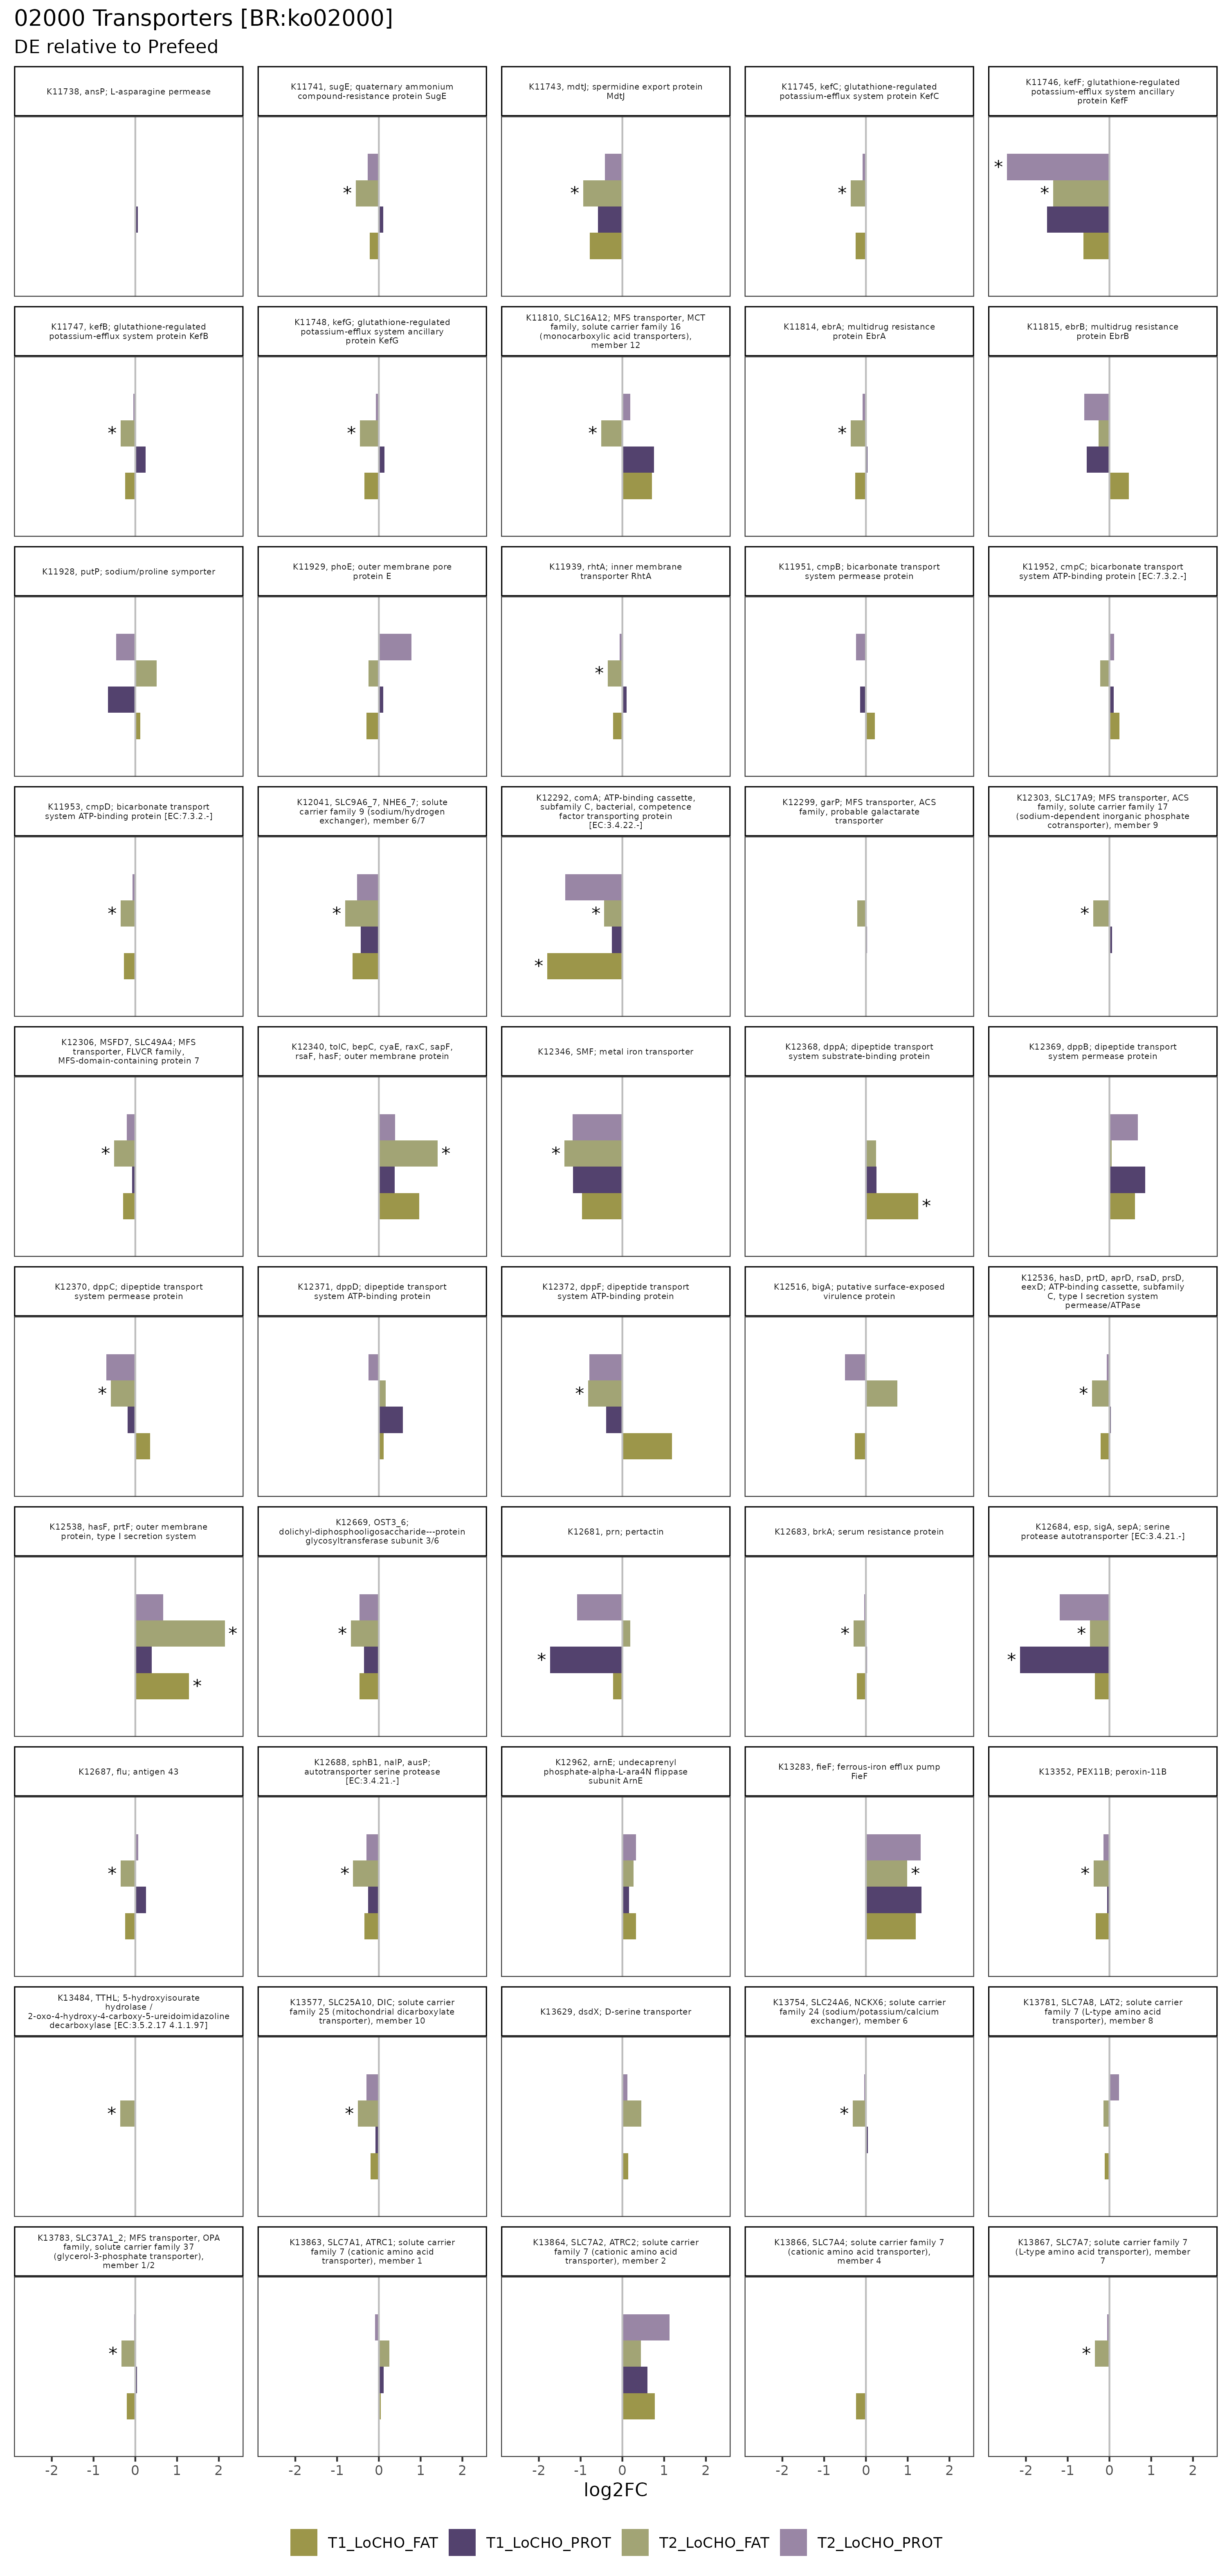 02000 Transporters [BR:ko02000]
DE relative to Prefeed
K11738, ansP; L-asparagine permease
K11741, sugE; quaternary ammonium
compound-resistance protein SugE
K11743, mdtJ; spermidine export protein
MdtJ
K11745, kefC; glutathione-regulated
potassium-efflux system protein KefC
K11746, kefF; glutathione-regulated
potassium-efflux system ancillary
protein KefF
*
*
*
*
*
K11747, kefB; glutathione-regulated
potassium-efflux system protein KefB
K11748, kefG; glutathione-regulated
potassium-efflux system ancillary
protein KefG
K11810, SLC16A12; MFS transporter, MCT
family, solute carrier family 16
(monocarboxylic acid transporters),
member 12
K11814, ebrA; multidrug resistance
protein EbrA
K11815, ebrB; multidrug resistance
protein EbrB
*
*
*
*
K11928, putP; sodium/proline symporter
K11929, phoE; outer membrane pore
protein E
K11939, rhtA; inner membrane
transporter RhtA
K11951, cmpB; bicarbonate transport
system permease protein
K11952, cmpC; bicarbonate transport
system ATP-binding protein [EC:7.3.2.-]
*
K11953, cmpD; bicarbonate transport
system ATP-binding protein [EC:7.3.2.-]
K12041, SLC9A6_7, NHE6_7; solute
carrier family 9 (sodium/hydrogen
exchanger), member 6/7
K12292, comA; ATP-binding cassette,
subfamily C, bacterial, competence
factor transporting protein
[EC:3.4.22.-]
K12299, garP; MFS transporter, ACS
family, probable galactarate
transporter
K12303, SLC17A9; MFS transporter, ACS
family, solute carrier family 17
(sodium-dependent inorganic phosphate
cotransporter), member 9
*
*
*
*
*
K12306, MSFD7, SLC49A4; MFS
transporter, FLVCR family,
MFS-domain-containing protein 7
K12340, tolC, bepC, cyaE, raxC, sapF,
rsaF, hasF; outer membrane protein
K12346, SMF; metal iron transporter
K12368, dppA; dipeptide transport
system substrate-binding protein
K12369, dppB; dipeptide transport
system permease protein
*
*
*
*
K12370, dppC; dipeptide transport
system permease protein
K12371, dppD; dipeptide transport
system ATP-binding protein
K12372, dppF; dipeptide transport
system ATP-binding protein
K12516, bigA; putative surface-exposed
virulence protein
K12536, hasD, prtD, aprD, rsaD, prsD,
eexD; ATP-binding cassette, subfamily
C, type I secretion system
permease/ATPase
*
*
*
K12538, hasF, prtF; outer membrane
protein, type I secretion system
K12669, OST3_6;
dolichyl-diphosphooligosaccharide---protein
glycosyltransferase subunit 3/6
K12681, prn; pertactin
K12683, brkA; serum resistance protein
K12684, esp, sigA, sepA; serine
protease autotransporter [EC:3.4.21.-]
*
*
*
*
*
*
*
K12687, flu; antigen 43
K12688, sphB1, nalP, ausP;
autotransporter serine protease
[EC:3.4.21.-]
K12962, arnE; undecaprenyl
phosphate-alpha-L-ara4N flippase
subunit ArnE
K13283, fieF; ferrous-iron efflux pump
FieF
K13352, PEX11B; peroxin-11B
*
*
*
*
K13484, TTHL; 5-hydroxyisourate
hydrolase /
2-oxo-4-hydroxy-4-carboxy-5-ureidoimidazoline
decarboxylase [EC:3.5.2.17 4.1.1.97]
K13577, SLC25A10, DIC; solute carrier
family 25 (mitochondrial dicarboxylate
transporter), member 10
K13629, dsdX; D-serine transporter
K13754, SLC24A6, NCKX6; solute carrier
family 24 (sodium/potassium/calcium
exchanger), member 6
K13781, SLC7A8, LAT2; solute carrier
family 7 (L-type amino acid
transporter), member 8
*
*
*
K13783, SLC37A1_2; MFS transporter, OPA
family, solute carrier family 37
(glycerol-3-phosphate transporter),
member 1/2
K13863, SLC7A1, ATRC1; solute carrier
family 7 (cationic amino acid
transporter), member 1
K13864, SLC7A2, ATRC2; solute carrier
family 7 (cationic amino acid
transporter), member 2
K13866, SLC7A4; solute carrier family 7
(cationic amino acid transporter),
member 4
K13867, SLC7A7; solute carrier family 7
(L-type amino acid transporter), member
7
*
*
-2 -1 0 1 2
-2 -1 0 1 2
-2 -1 0 1 2
-2 -1 0 1 2
-2 -1 0 1 2
log2FC
T1_LoCHO_FAT
T1_LoCHO_PROT
T2_LoCHO_FAT
T2_LoCHO_PROT